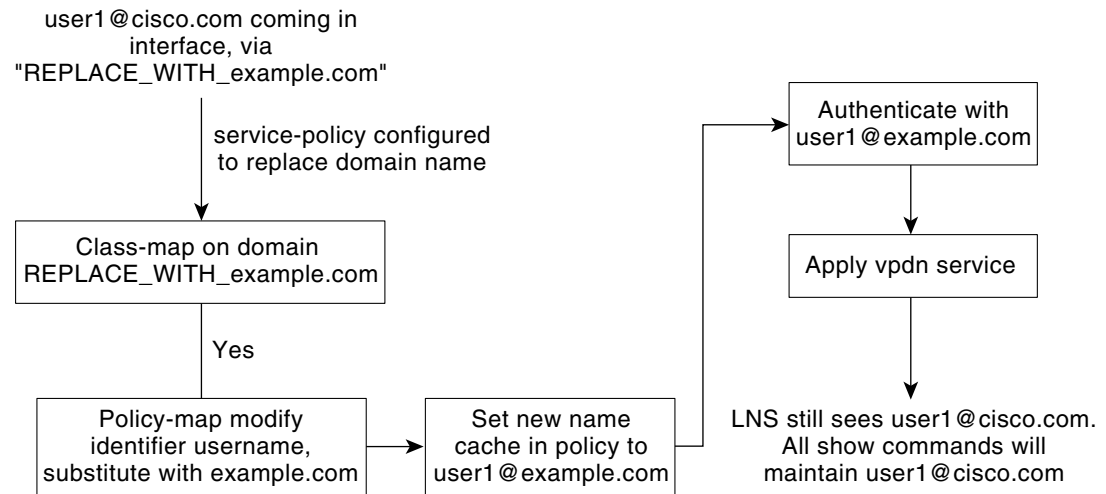 user1@cisco.com coming in
interface, via
"REPLACE_WITH_example.com"
service-policy configured
to replace domain name
Class-map on domain
REPLACE_WITH_example.com
Yes
Policy-map modify
identifier username,
substitute with example.com
Set new name
cache in policy to
user1@example.com
Authenticate with
user1@example.com
Apply vpdn service
LNS still sees user1@cisco.com.
All show commands will
maintain user1@cisco.com